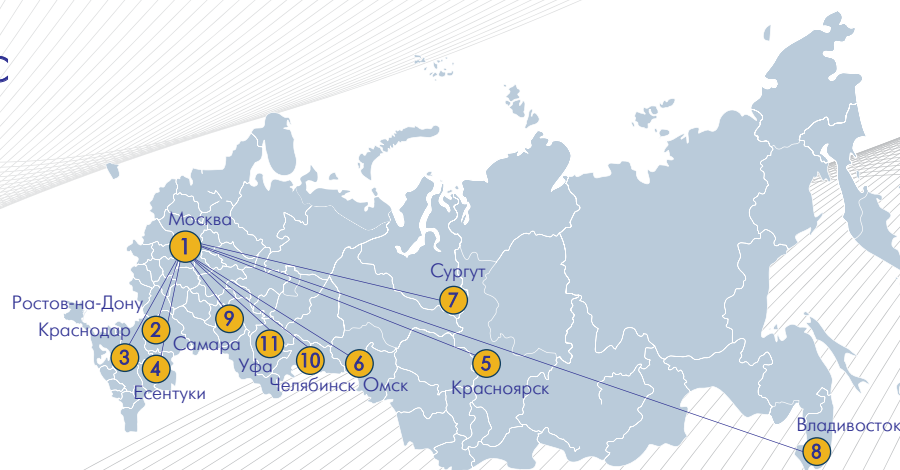 С
Москва
1
Сургут
7
Ростов-на-Дону
2
9
Краснодар
3
Самара
11
4
Уфа
10
6
5
Есентуки
Челябинск
Омск
Красноярск
Владивосток
8